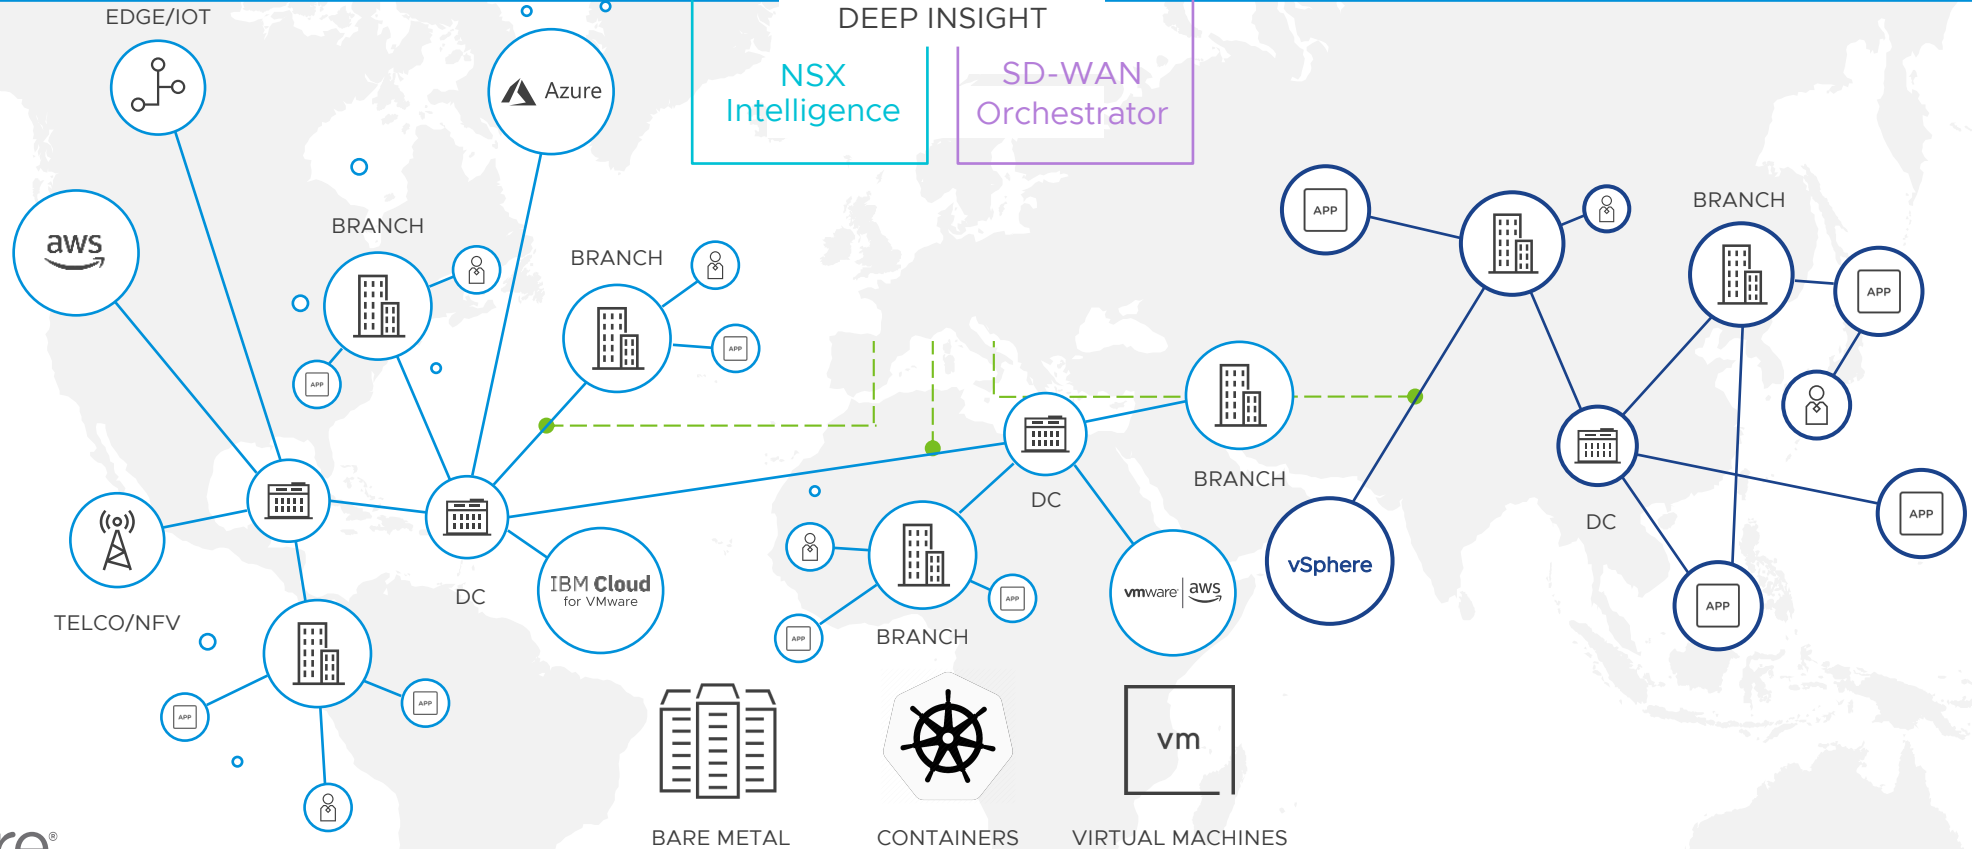 EDGE/IOT
DEEP INSIGHT
NSX
Intelligence
SD-WAN
Orchestrator
Azure
aws
BRANCH
BRANCH
APP
APP
APP
BRANCH
APP
BRANCH
DC
TELCO/NFV
DC
IBM Cloud
for VMware
APP
APP
APP
APP
BRANCH
vmware®
aws
vSphere
DC
APP
APP
vm
BARE METAL
CONTAINERS
VIRTUAL MACHINES